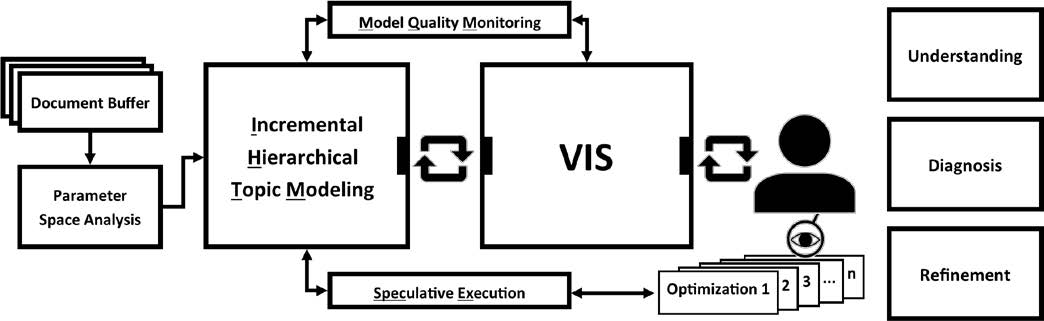 Model Quality Monitoring
Document Buffer
Parameter
Space Analysis
Incremental
Hierarchical
Topic Modeling
VIS
Speculative Execution
Optimization 1
2
3
...
n
Understanding
Diagnosis
Refinement